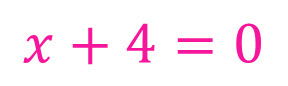 x + 4 = 0